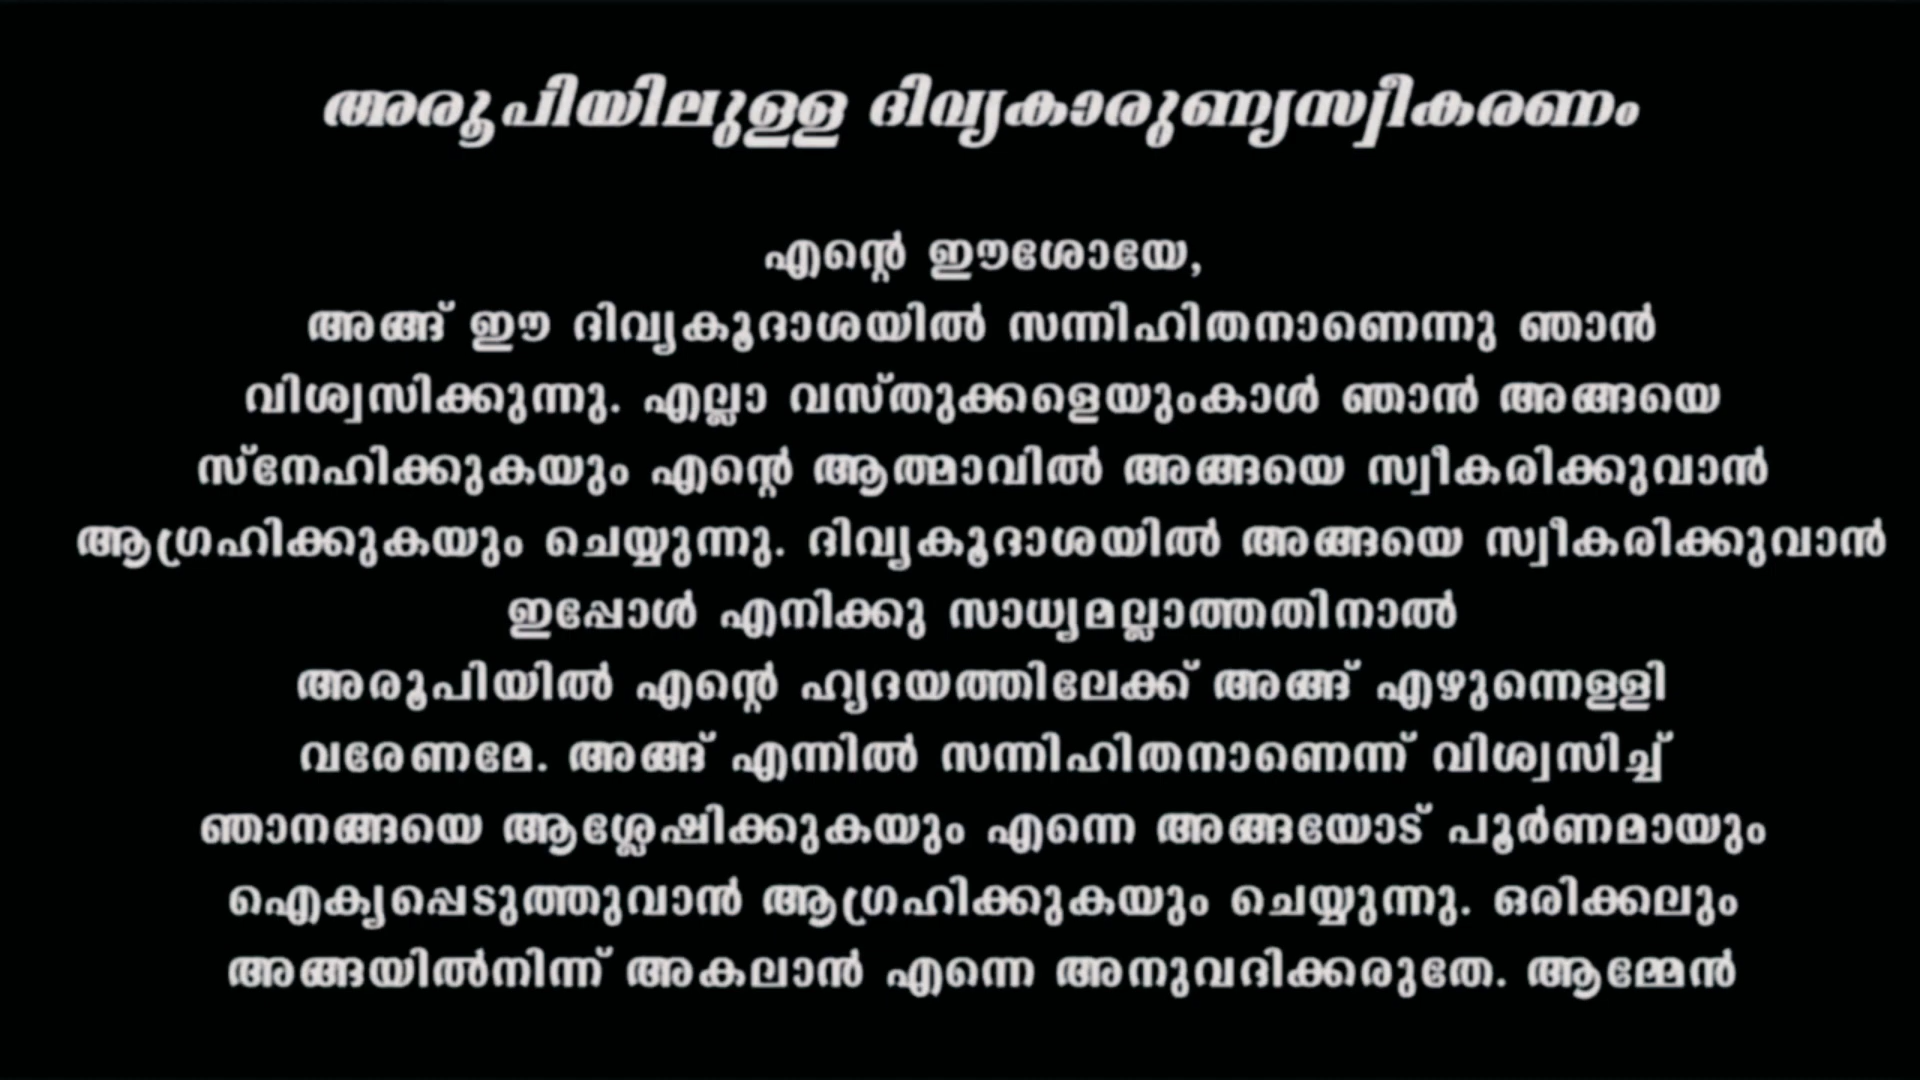 അരൂപിയിലുള്ള ദിവ്യകാരുണ്യസ്വീകരണം
എന്റെ ഈശോയേ,
അങ്ങ് ഈ ദിവ്യകൂദാശയിൽ സന്നിഹിതനാണെന്നു ഞാൻ
വിശ്വസിക്കുന്നു. എല്ലാ വസ്തുക്കളെയുംകാൾ ഞാൻ അങ്ങയെ
സ്നേഹിക്കുകയും എന്റെ ആത്മാവിൽ അങ്ങയെ സ്വീകരിക്കുവാൻ
ആഗ്രഹിക്കുകയും ചെയ്യുന്നു. ദിവ്യകൂദാശയിൽ അങ്ങയെ സ്വീകരിക്കുവാൻ
ഇപ്പോൾ എനിക്കു സാധ്യമല്ലാത്തതിനാൽ
അരൂപിയിൽ എന്റെ ഹൃദയത്തിലേക്ക് അങ്ങ് എഴുന്നെള്ളി
വരേണമേ. അങ്ങ് എന്നിൽ സന്നിഹിതനാണെന്ന് വിശ്വസിച്ച്
ഞാനങ്ങയെ ആശ്ലേഷിക്കുകയും എന്നെ അങ്ങയോട് പൂർണമായും
ഐക്യപ്പെടുത്തുവാൻ ആഗ്രഹിക്കുകയും ചെയ്യുന്നു. ഒരിക്കലും
അങ്ങയിൽനിന്ന് അകലാൻ എന്നെ അനുവദിക്കരുതേ. ആമ്മേൻ